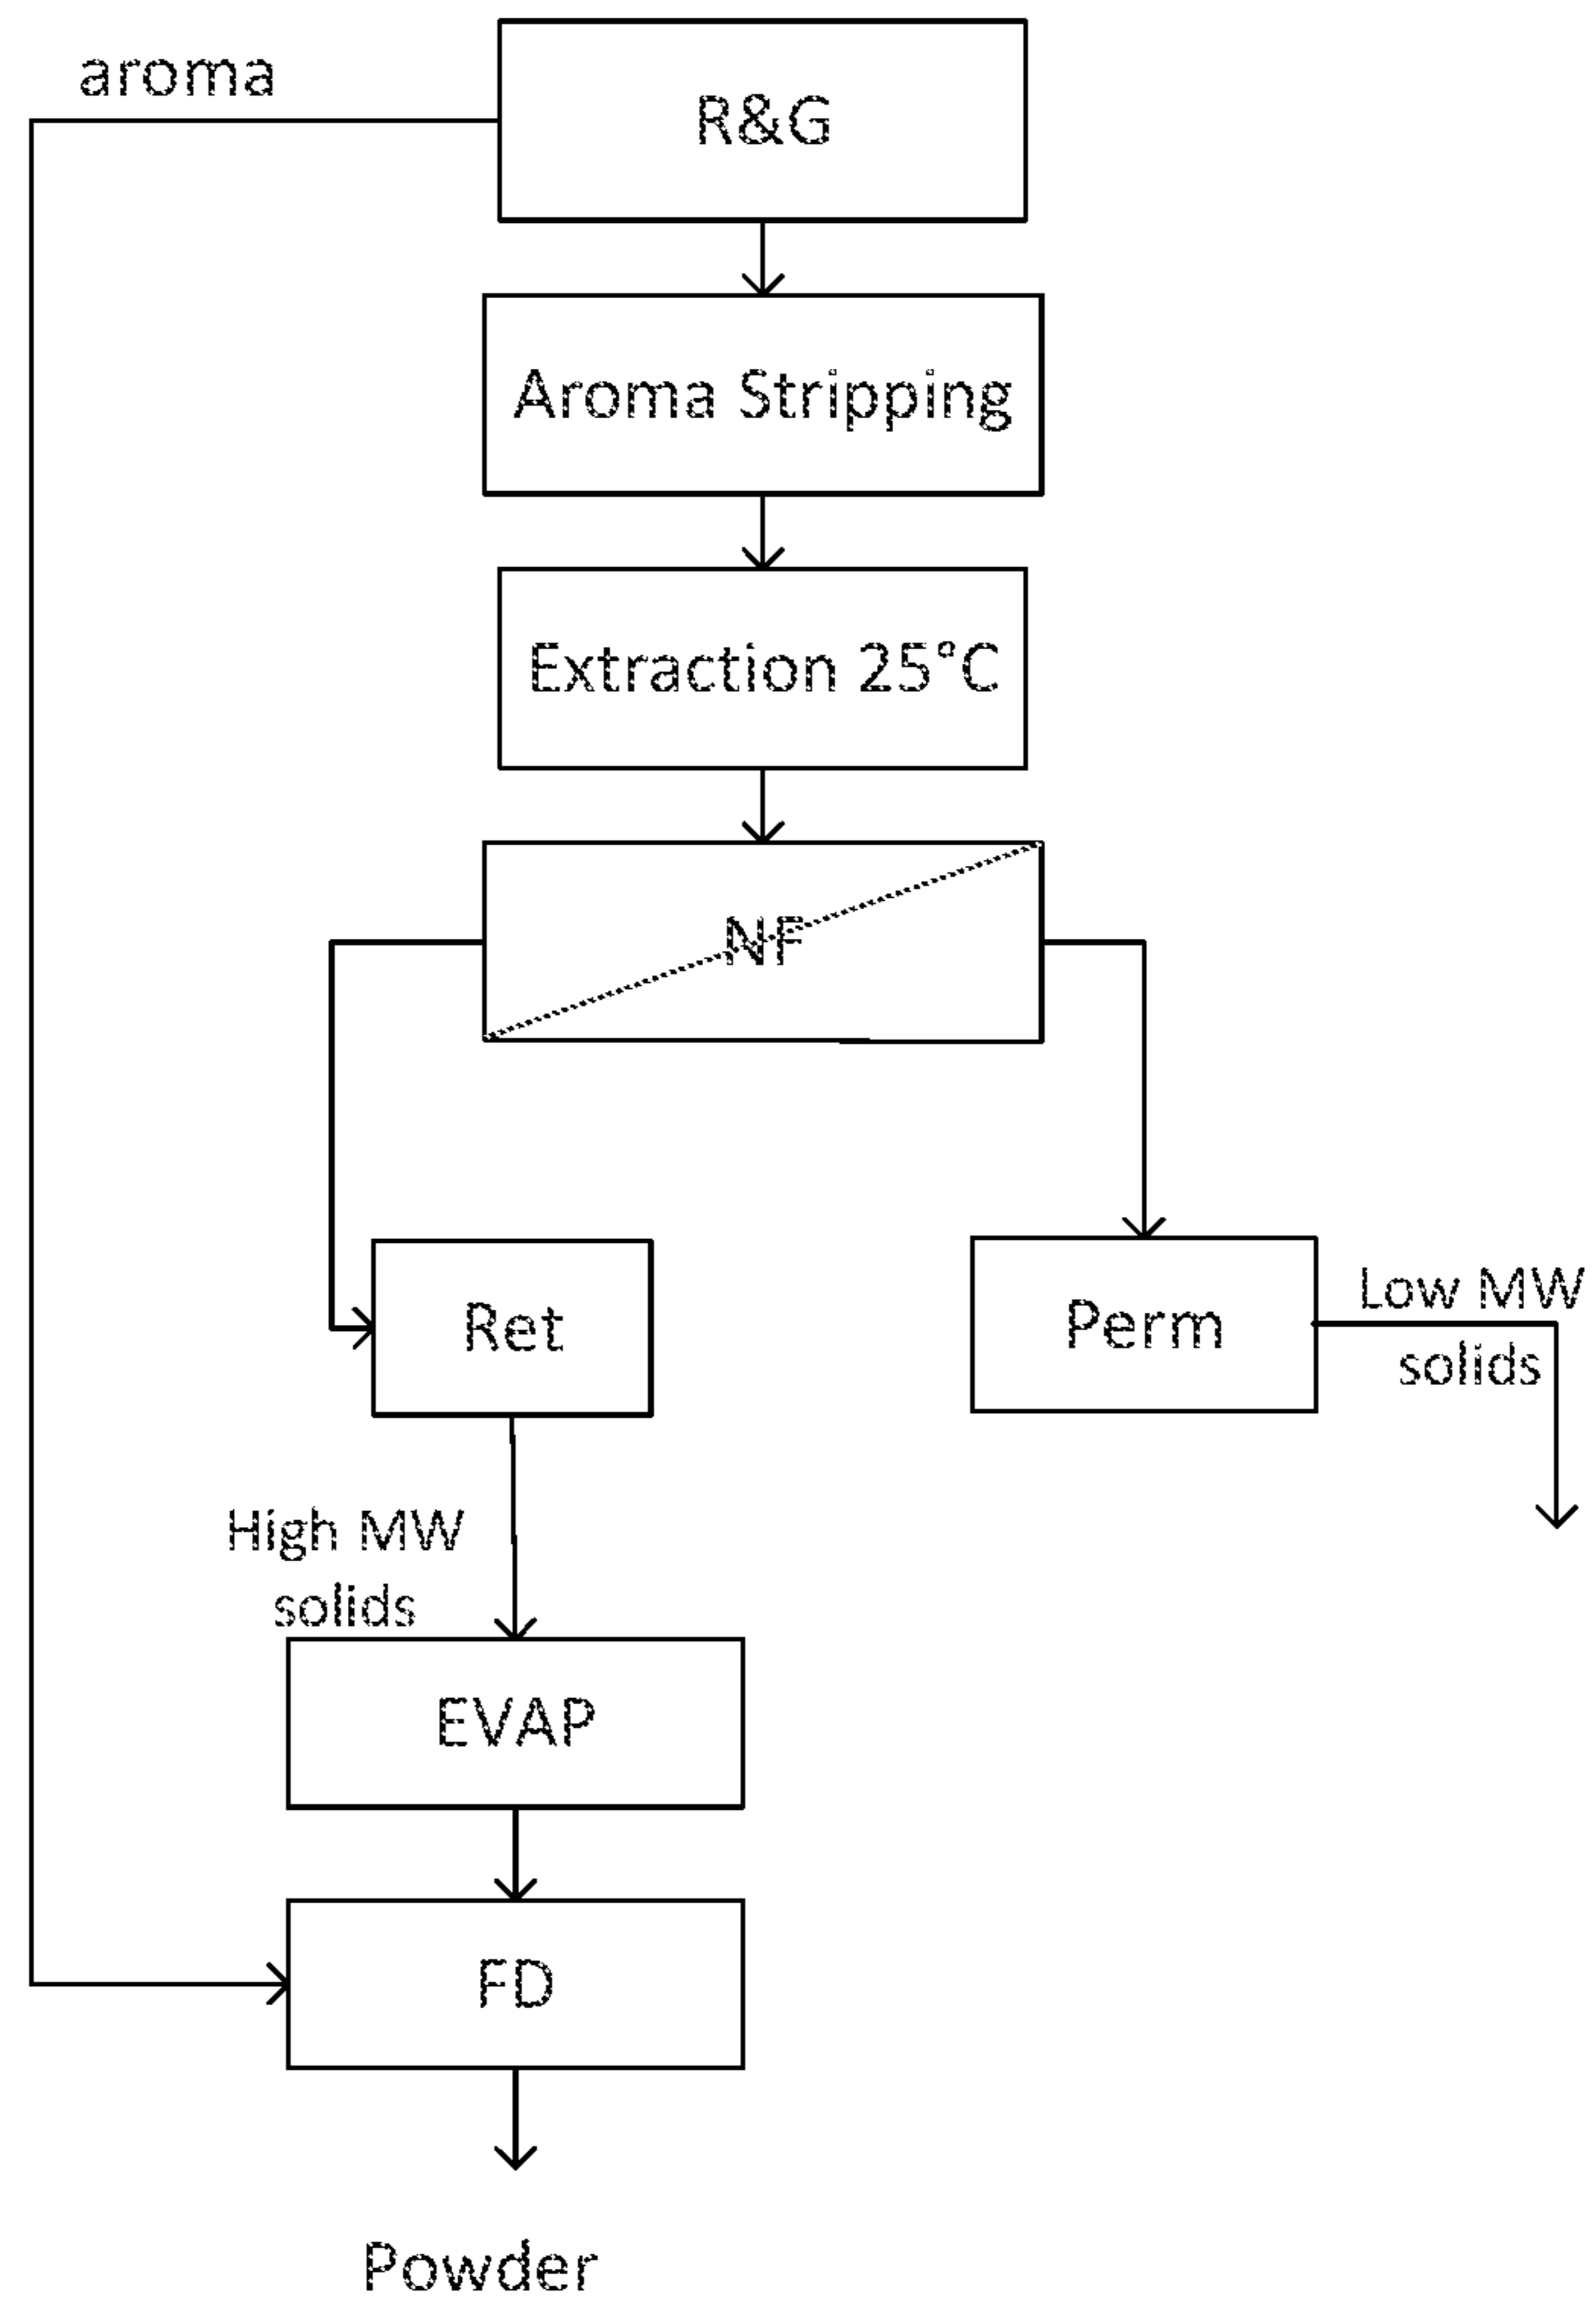 aroma
R&G
Aroma Stripping
Extraction 25°C
NF
Ret
Perm
Low MW
solids
High MW
solids
EVAP
FD
Powder